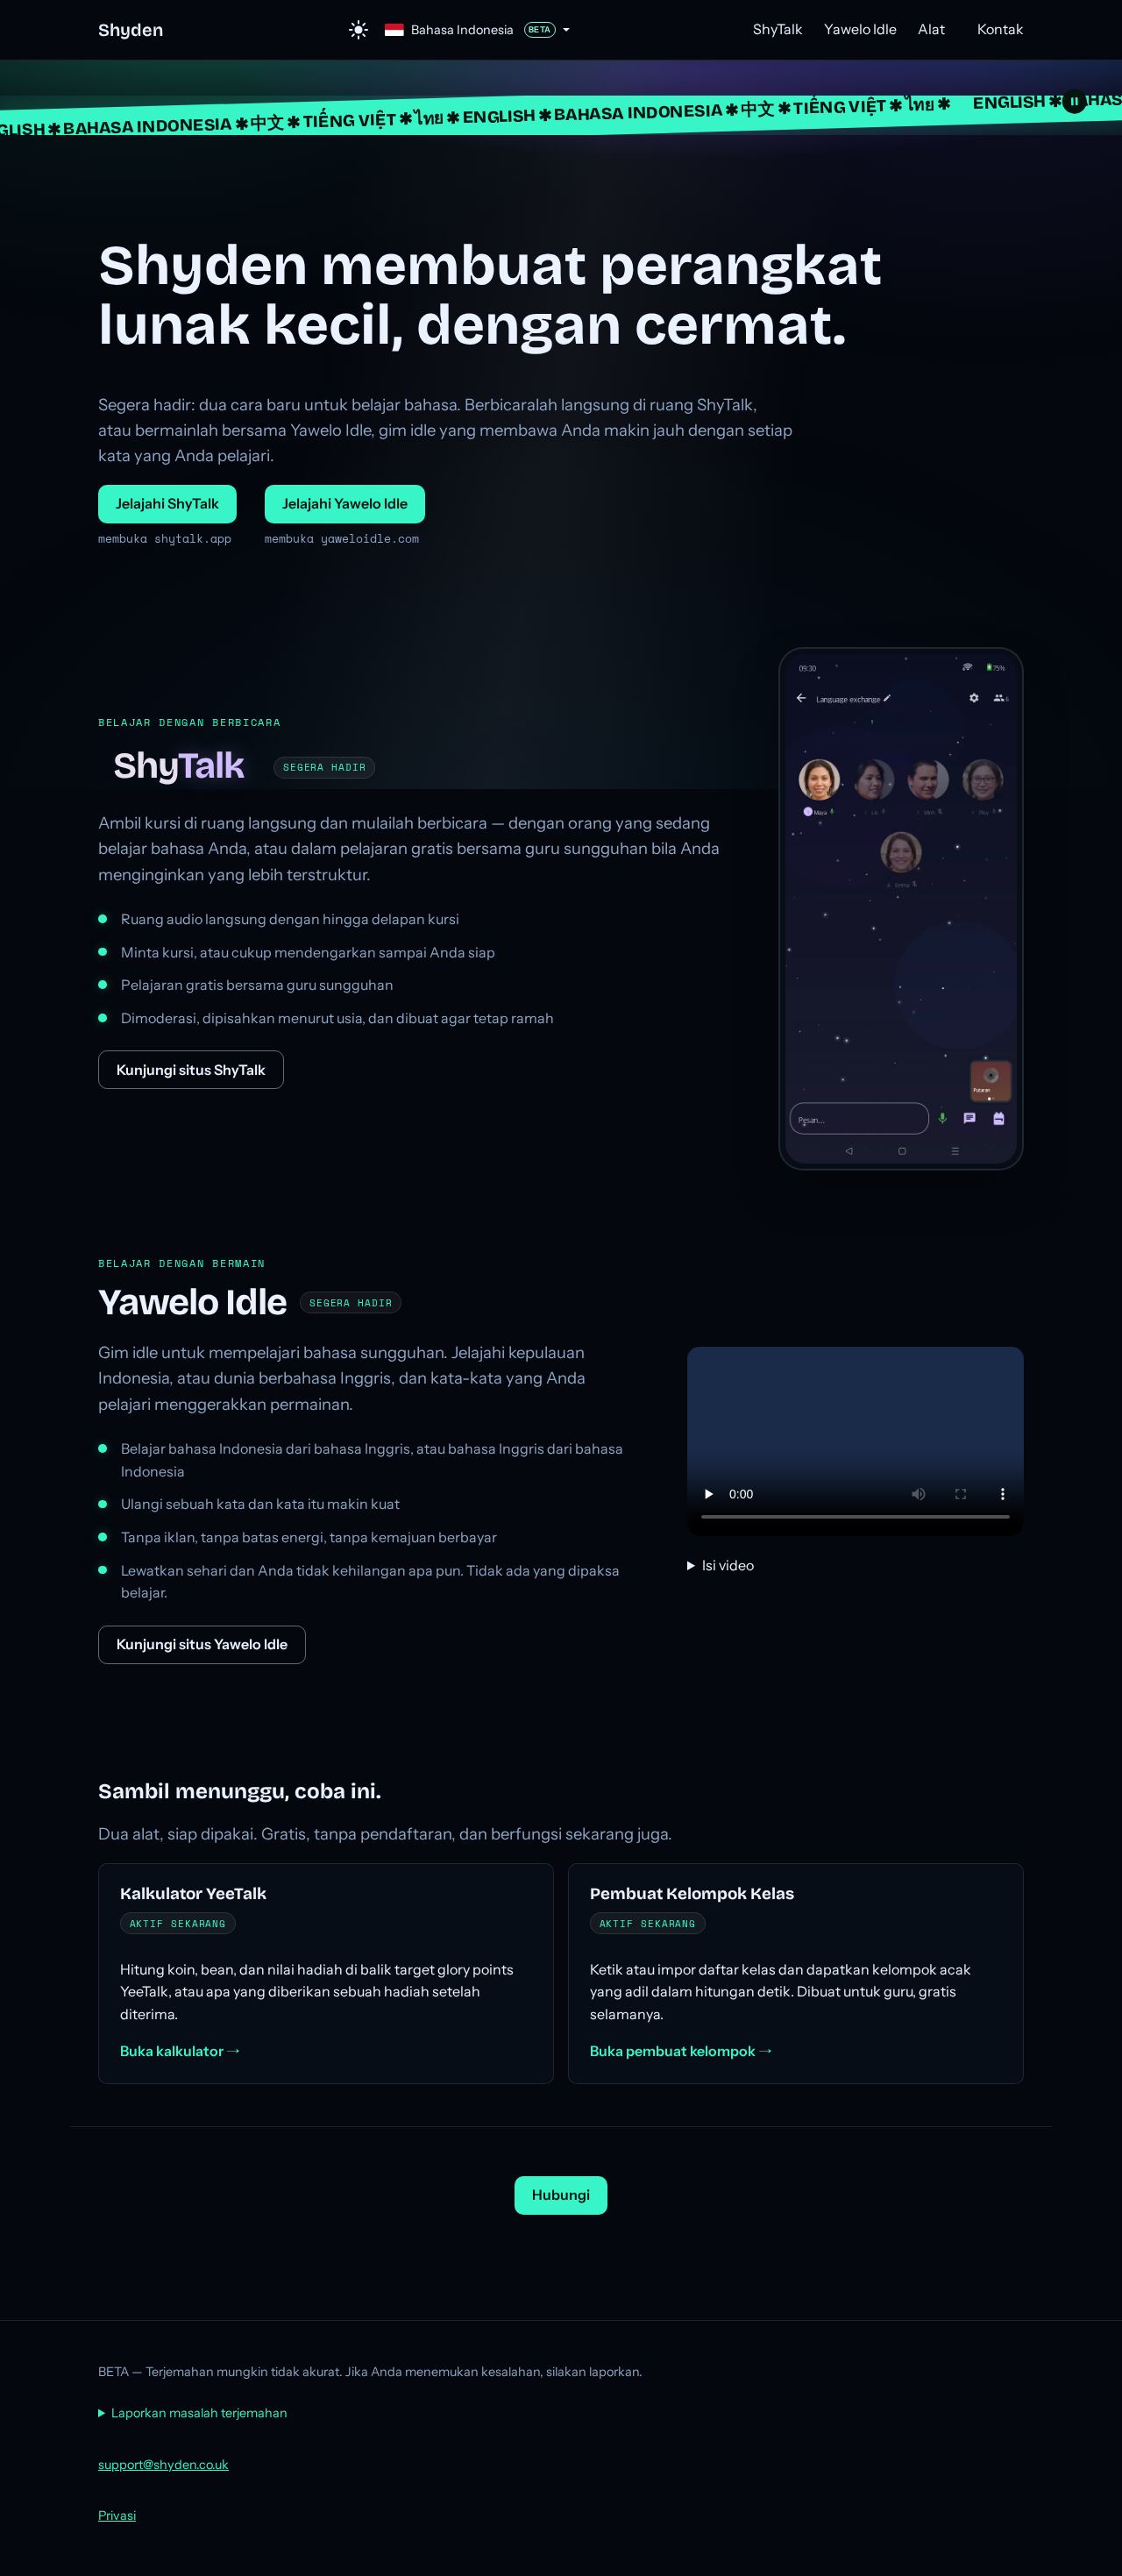 Shyden
Bahasa Indonesia BETA
ShyTalk Yawelo Idle Alat Kontak
GLISH ✱ BAHASA INDONESIA ✱ 中文 ✱ TIẾNG VIỆT ✱ ไทย ✱ ENGLISH ✱ BAHASA INDONESIA ✱ 中文 ✱ TIẾNG VIỆT ✱ ไทย ✱ ENGLISH ✱
Shyden membuat perangkat
lunak kecil, dengan cermat.
Segera hadir: dua cara baru untuk belajar bahasa. Berbicaralah langsung di ruang ShyTalk,
atau bermainlah bersama Yawelo Idle, gim idle yang membawa Anda makin jauh dengan setiap
kata yang Anda pelajari.
Jelajahi ShyTalk
Jelajahi Yawelo Idle
membuka shytalk.app
membuka yaweloidle.com
BELAJAR DENGAN BERBICARA
ShyTalk SEGERA HADIR
Ambil kursi di ruang langsung dan mulailah berbicara — dengan orang yang sedang
belajar bahasa Anda, atau dalam pelajaran gratis bersama guru sungguhan bila Anda
menginginkan yang lebih terstruktur.
Ruang audio langsung dengan hingga delapan kursi
Minta kursi, atau cukup mendengarkan sampai Anda siap
Pelajaran gratis bersama guru sungguhan
Dimoderasi, dipisahkan menurut usia, dan dibuat agar tetap ramah
Kunjungi situs ShyTalk
09:30
75%
Language exchange
6
Maya
Putaran
Pesan...
BELAJAR DENGAN BERMAIN
Yawelo Idle SEGERA HADIR
Gim idle untuk mempelajari bahasa sungguhan. Jelajahi kepulauan
Indonesia, atau dunia berbahasa Inggris, dan kata-kata yang Anda
pelajari menggerakkan permainan.
Belajar bahasa Indonesia dari bahasa Inggris, atau bahasa Inggris dari bahasa
Indonesia
Ulangi sebuah kata dan kata itu makin kuat
Tanpa iklan, tanpa batas energi, tanpa kemajuan berbayar
Lewatkan sehari dan Anda tidak kehilangan apa pun. Tidak ada yang dipaksa
belajar.
Kunjungi situs Yawelo Idle
0:00
Isi video
Sambil menunggu, coba ini.
Dua alat, siap dipakai. Gratis, tanpa pendaftaran, dan berfungsi sekarang juga.
Kalkulator YeeTalk
AKTIF SEKARANG
Hitung koin, bean, dan nilai hadiah di balik target glory points
YeeTalk, atau apa yang diberikan sebuah hadiah setelah
diterima.
Buka kalkulator →
Pembuat Kelompok Kelas
AKTIF SEKARANG
Ketik atau impor daftar kelas dan dapatkan kelompok acak
yang adil dalam hitungan detik. Dibuat untuk guru, gratis
selamanya.
Buka pembuat kelompok →
Hubungi
BETA — Terjemahan mungkin tidak akurat. Jika Anda menemukan kesalahan, silakan laporkan.
Laporkan masalah terjemahan
support@shyden.co.uk
Privasi